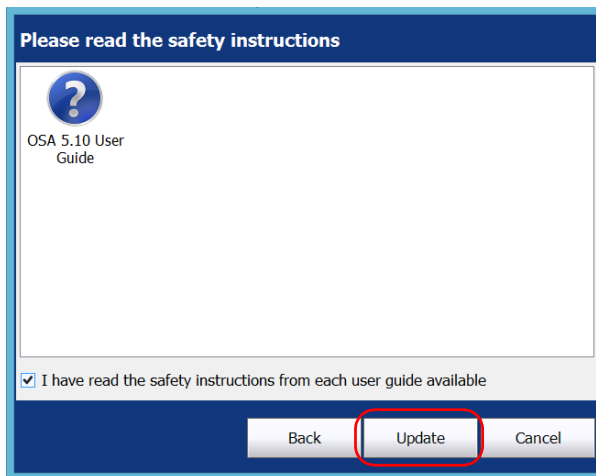 Please read the safety instructions
?
OSA 5.10 User
Guide
I have read the safety instructions from each user guide available
Back Update Cancel